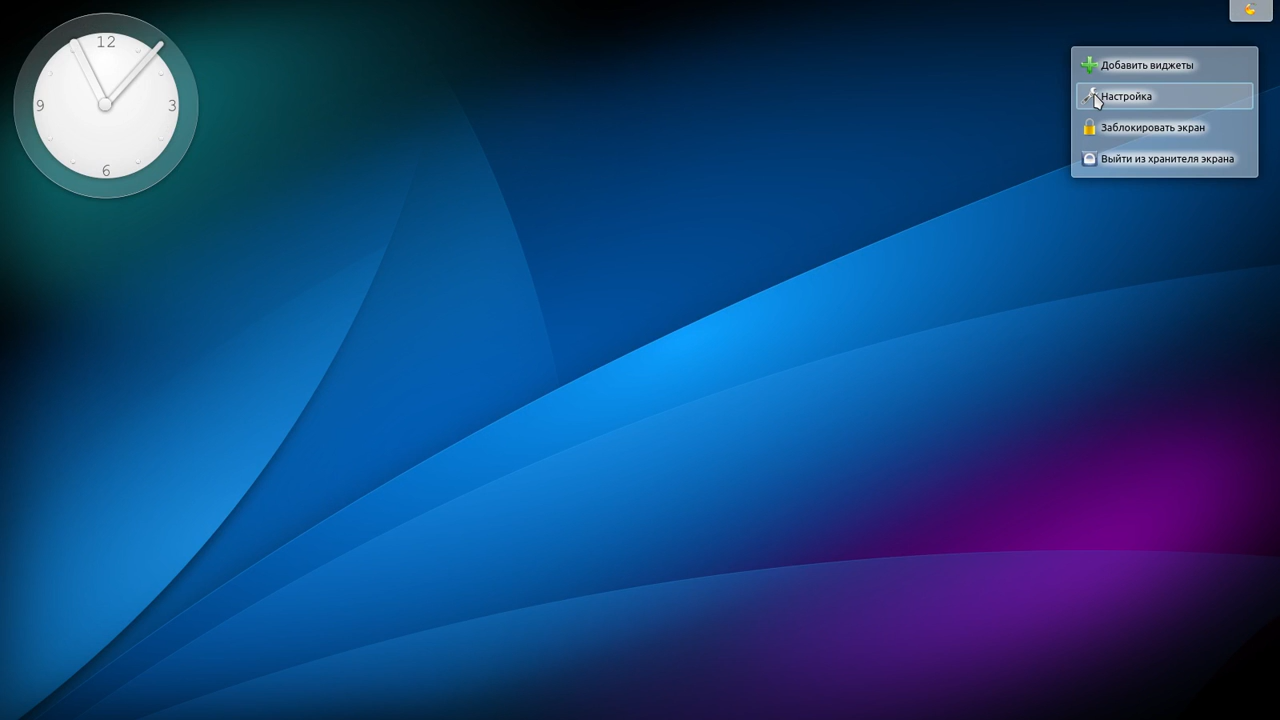 12
9
3
6
Добавить виджеты
Настройка
Заблокировать экран
Выйти из хранителя экрана